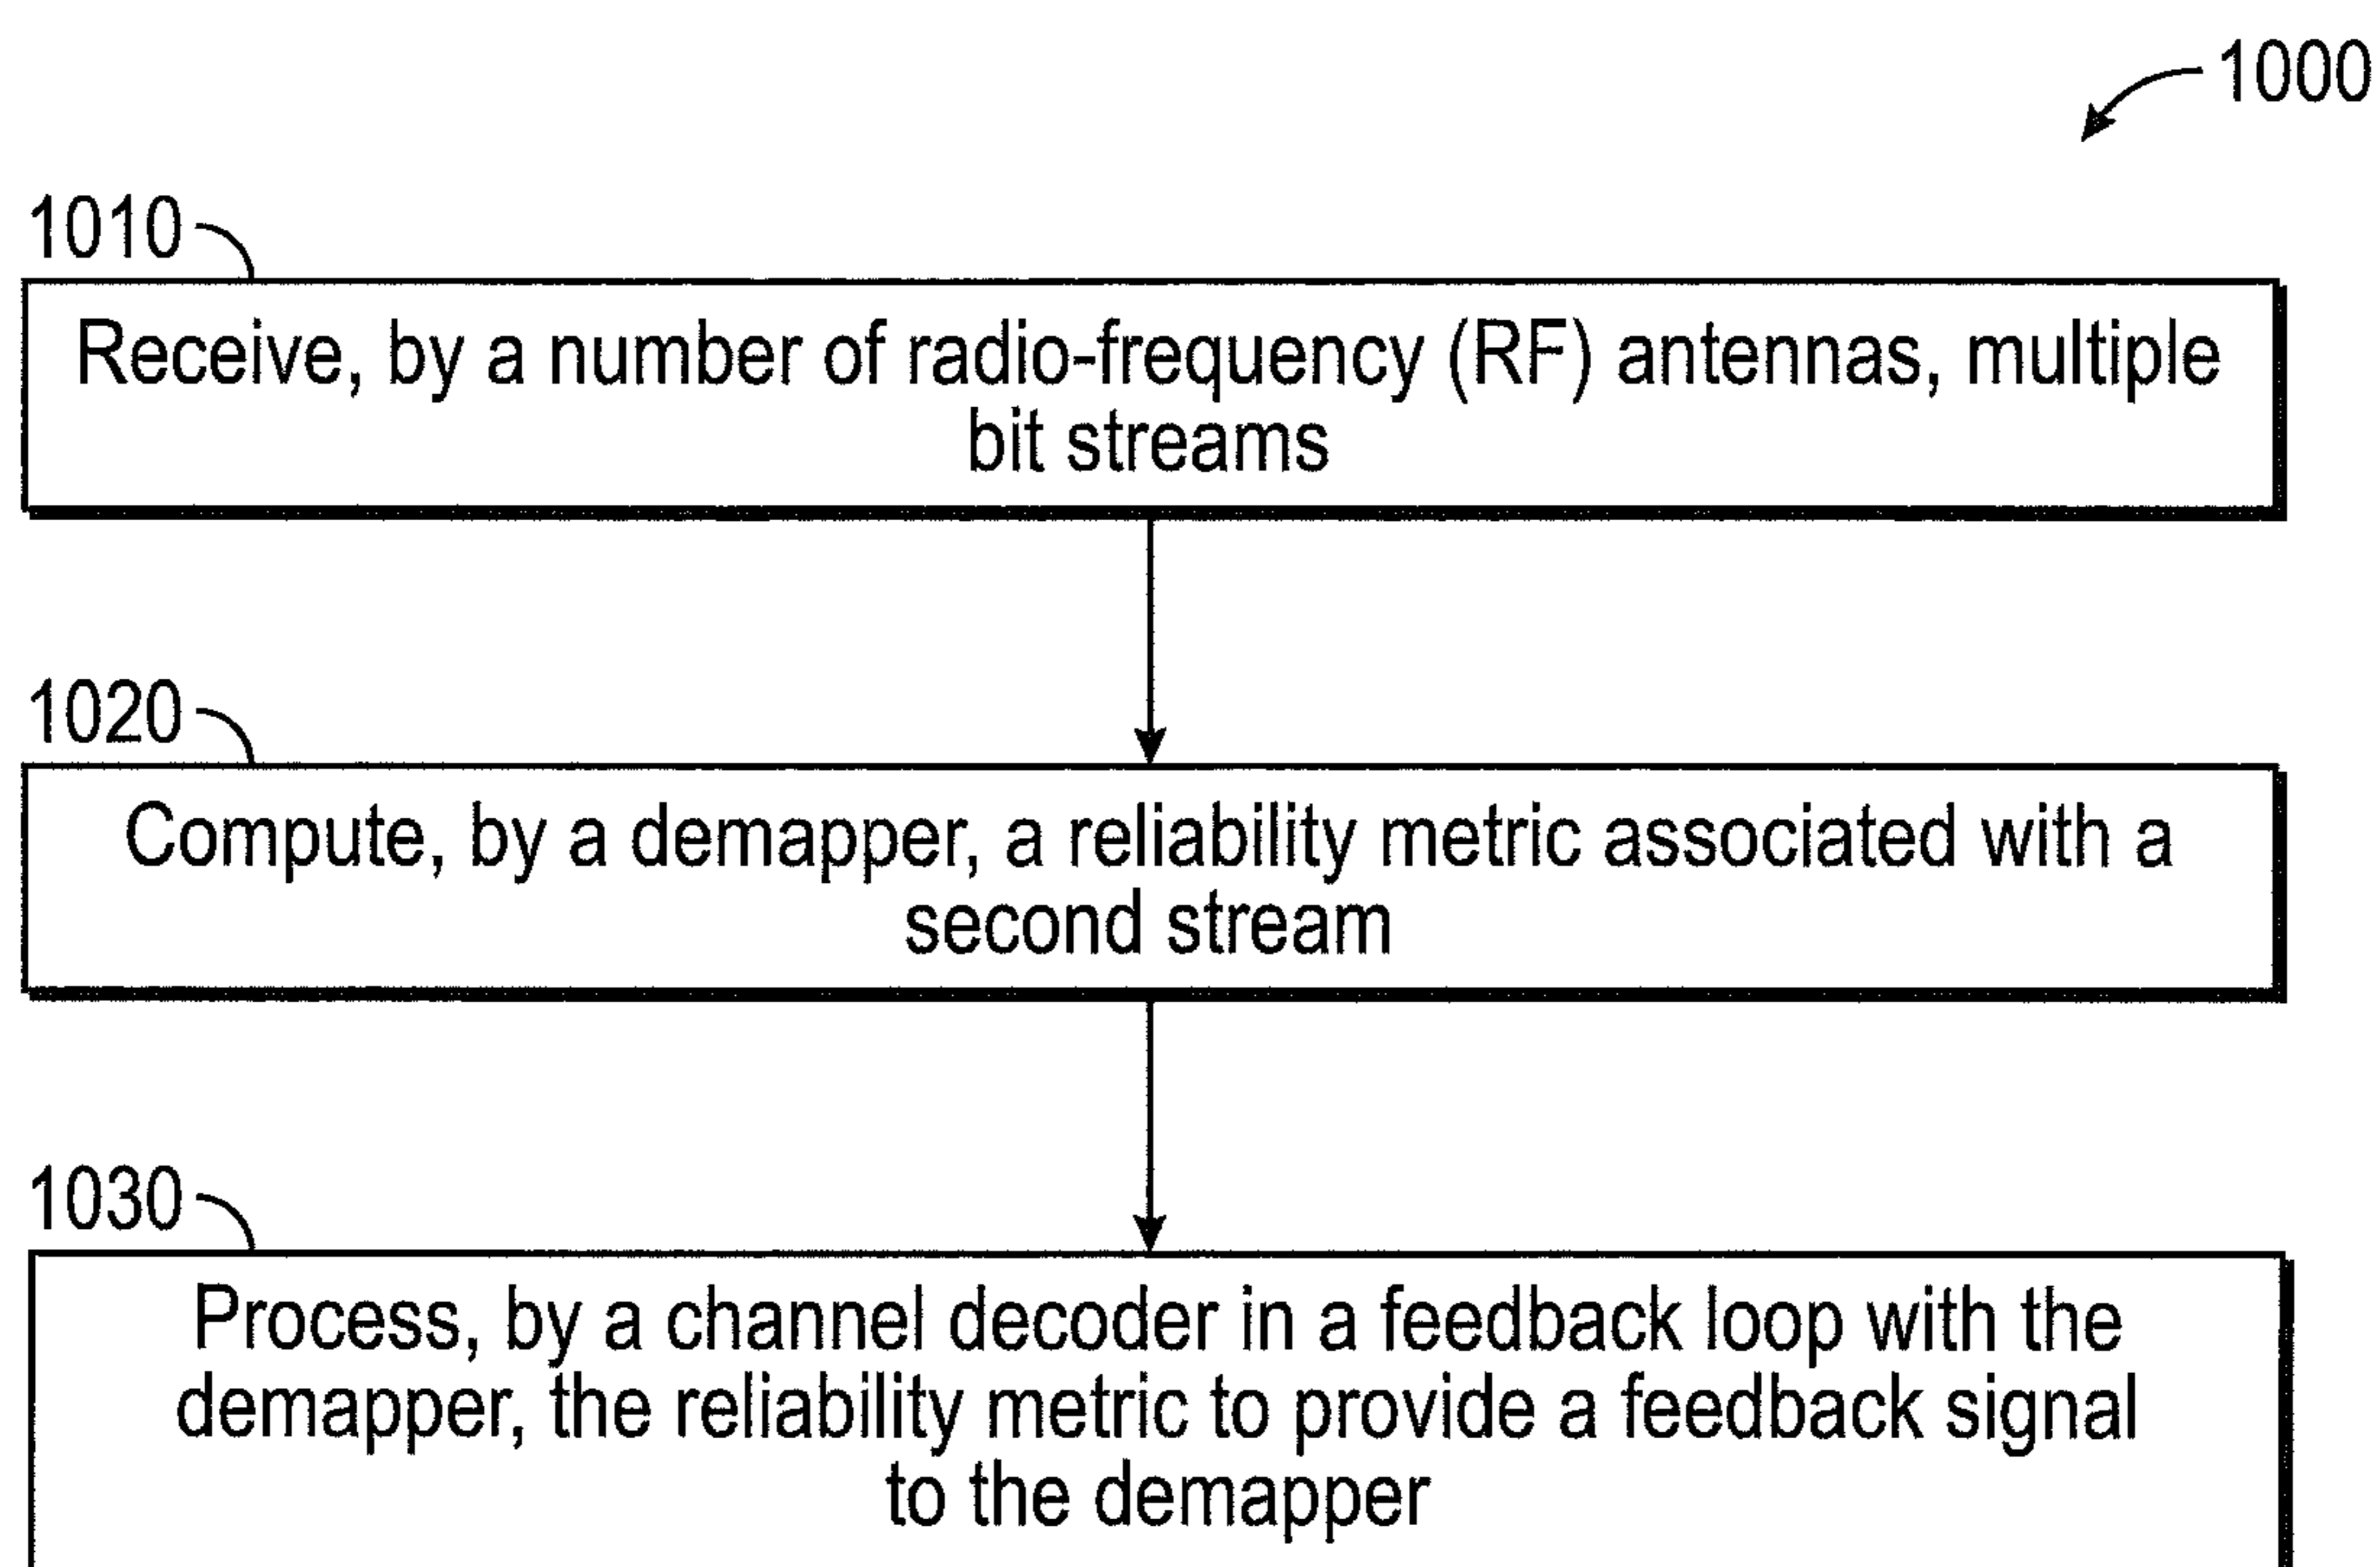 1000
1010
Receive, by a number of radio-frequency (RF) antennas, multiple
bit streams
1020
Compute, by a demapper, a reliability metric associated with a
second stream
1030
Process, by a channel decoder in a feedback loop with the
demapper, the reliability metric to provide a feedback signal
to the demapper